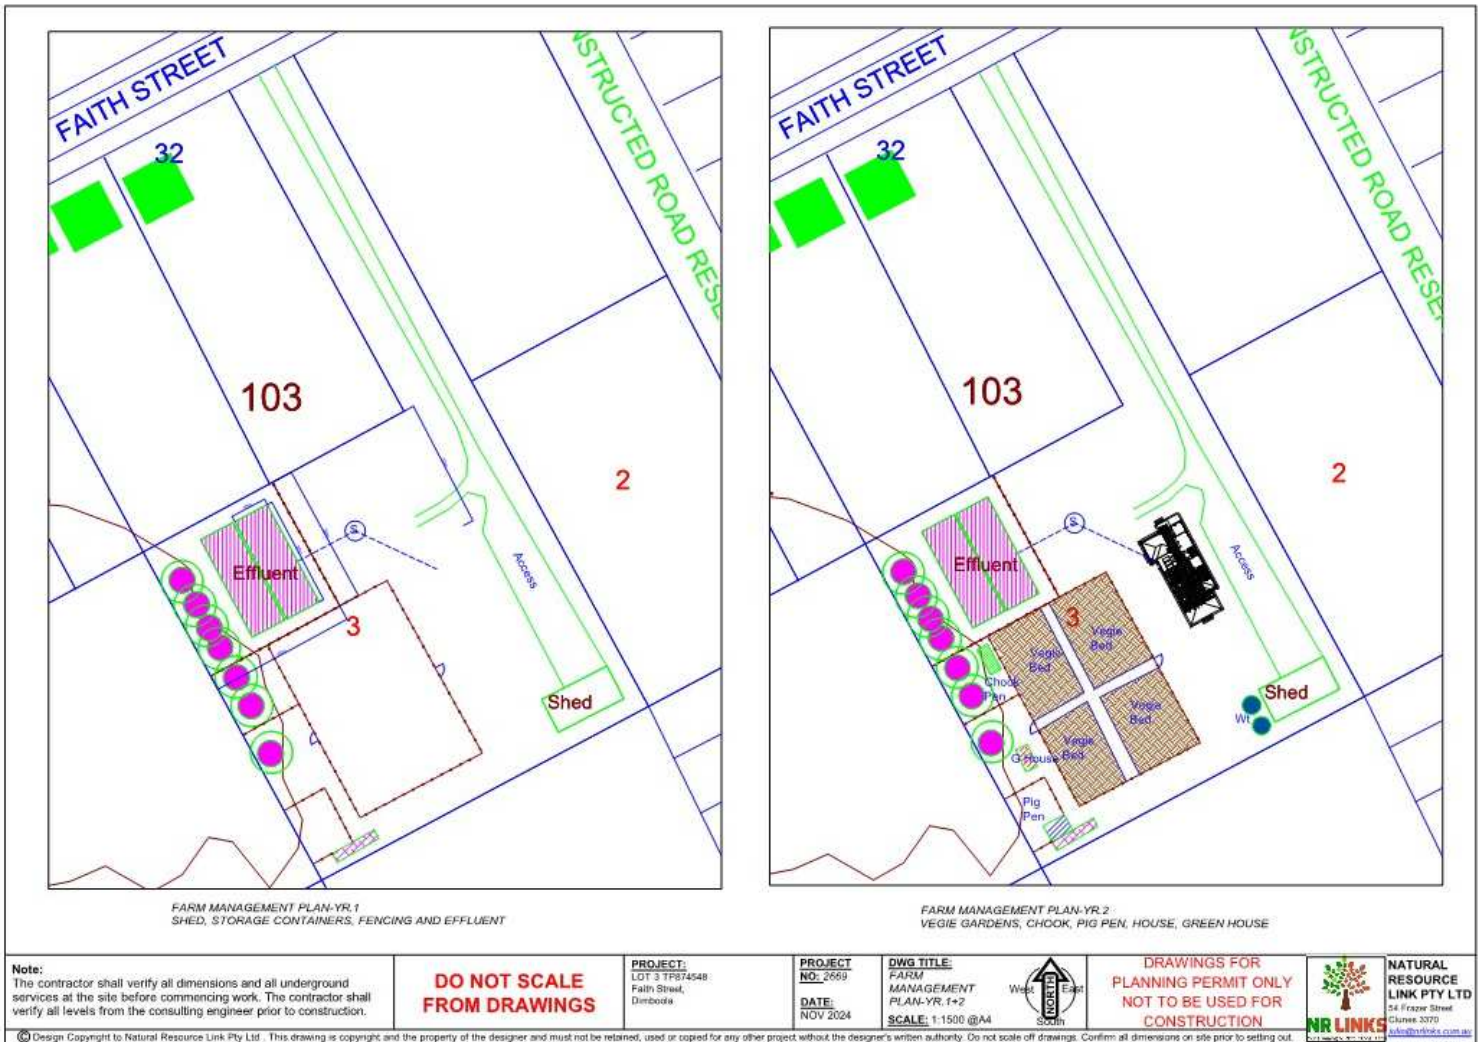 FAITH STREET
NSTRUCTED ROAD RESE
32
103
2
S
Effluent
Access
3
Shed
FARM MANAGEMENT PLAN-YR.1
SHED, STORAGE CONTAINERS, FENCING AND EFFLUENT
FAITH STREET
NSTRUCTED ROAD RESE
32
103
2
S
Effluent
Access
3
Vegie
Bed
Vegie
Bed
Chook
Pen
Vegie
Bed
Shed
Wt
Vegie
Bed
G House
Pig
Pen
FARM MANAGEMENT PLAN-YR.2
VEGIE GARDENS, CHOOK, PIG PEN, HOUSE, GREEN HOUSE
Note:
The contractor shall verify all dimensions and all underground
services at the site before commencing work. The contractor shall
verify all levels from the consulting engineer prior to construction.
DO NOT SCALE
FROM DRAWINGS
PROJECT:
LOT 3 TP874548
Faith Street,
Dimboola
PROJECT
NO: 2669
DATE:
NOV 2024
DWG TITLE:
FARM
MANAGEMENT
PLAN-YR.1+2
SCALE: 1:1500 @A4
West
NORTH
East
South
DRAWINGS FOR
PLANNING PERMIT ONLY
NOT TO BE USED FOR
CONSTRUCTION
NR LINKS
NATURAL
RESOURCE
LINK PTY LTD
54 Frazer Street
Clunes 3370
julie@nrlinks.com.au
© Design Copyright to Natural Resource Link Pty Ltd . This drawing is copyright and the property of the designer and must not be retained, used or copied for any other project without the designer's written authority. Do not scale off drawings. Confirm all dimensions on site prior to setting out.